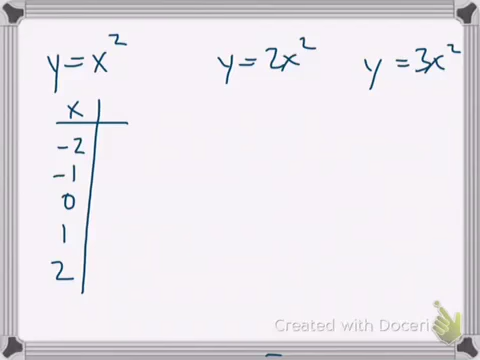 y = x² y = 2x² y = 3x²
x
-2
-1
0
1
2
Created with Doceri